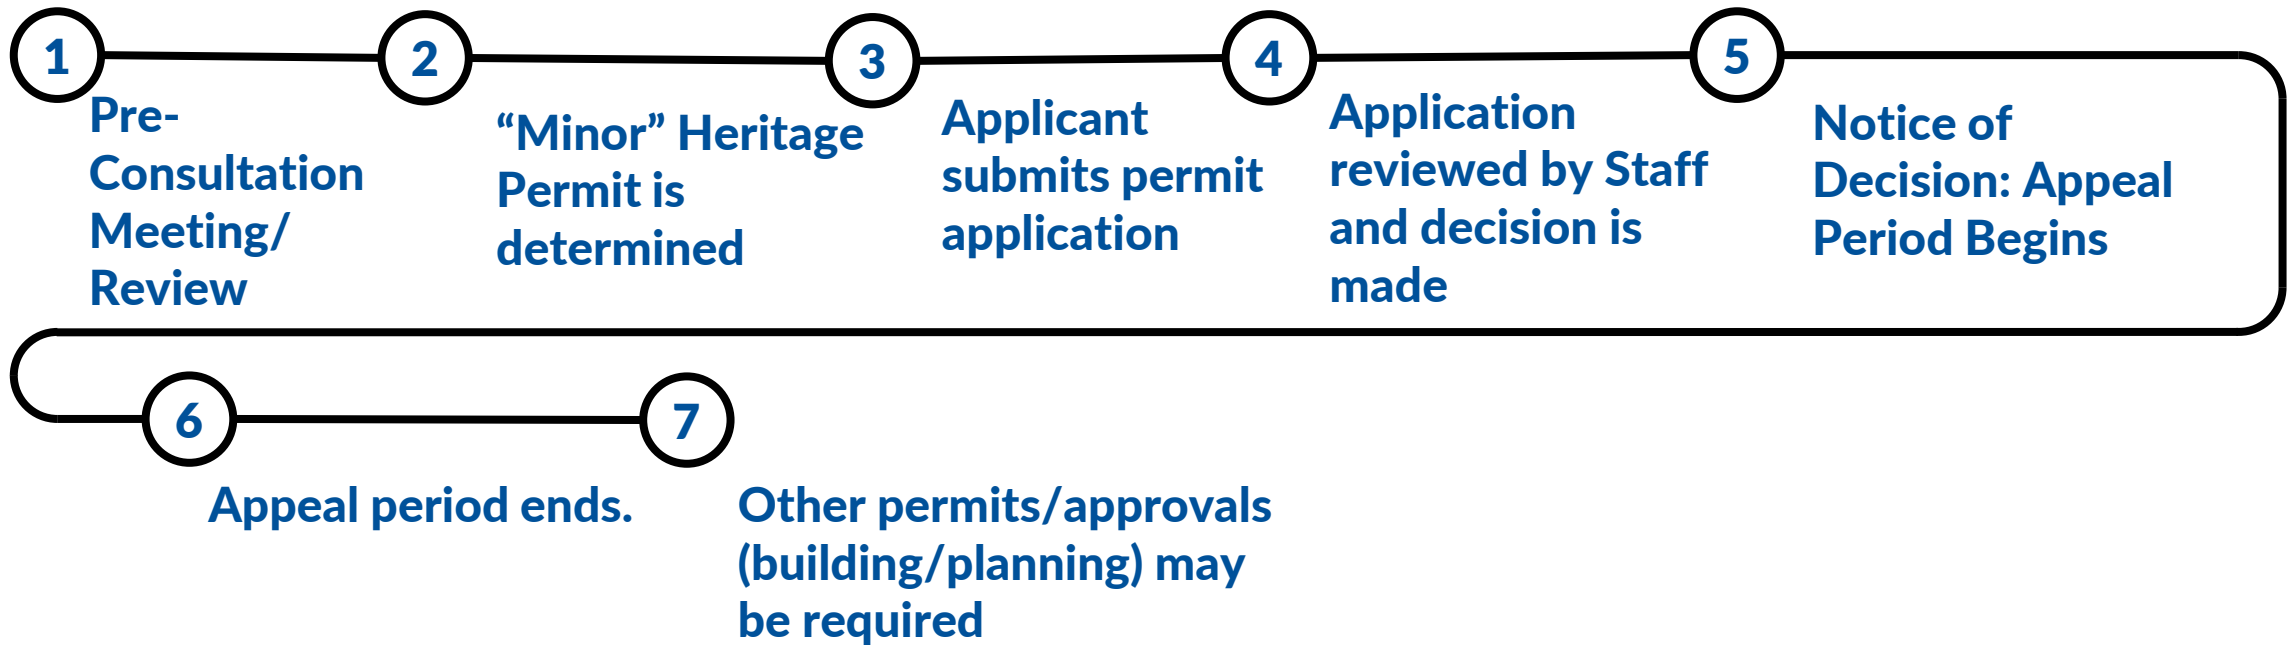 1
Pre-
Consultation
Meeting/
Review
2
“Minor” Heritage
Permit is
determined
3
Applicant
submits permit
application
4
Application
reviewed by Staff
and decision is
made
5
Notice of
Decision: Appeal
Period Begins
6
Appeal period ends.
7
Other permits/approvals
(building/planning) may
be required